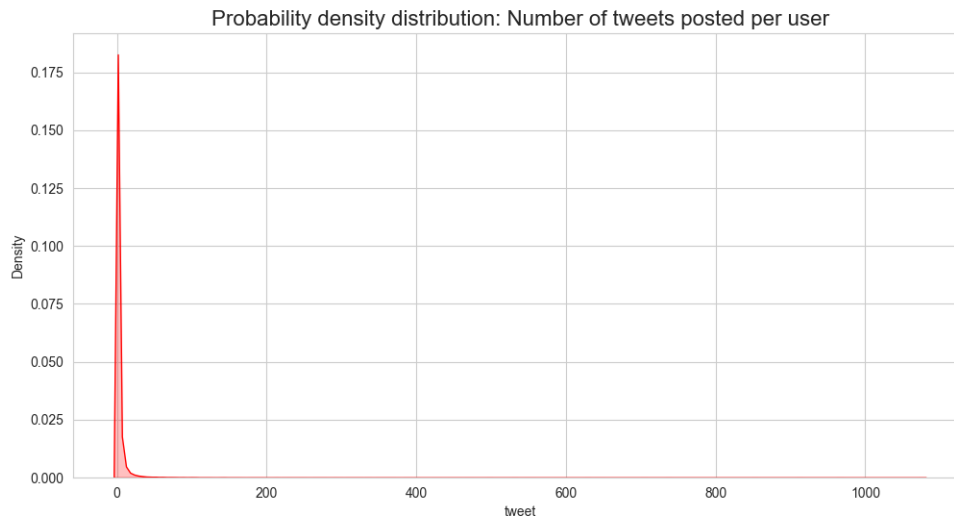 Probability density distribution: Number of tweets posted per user
0.175
0.150
0.125
0.100
0.075
0.050
0.025
0.000
Density
0 200 400 600 800 1000
tweet